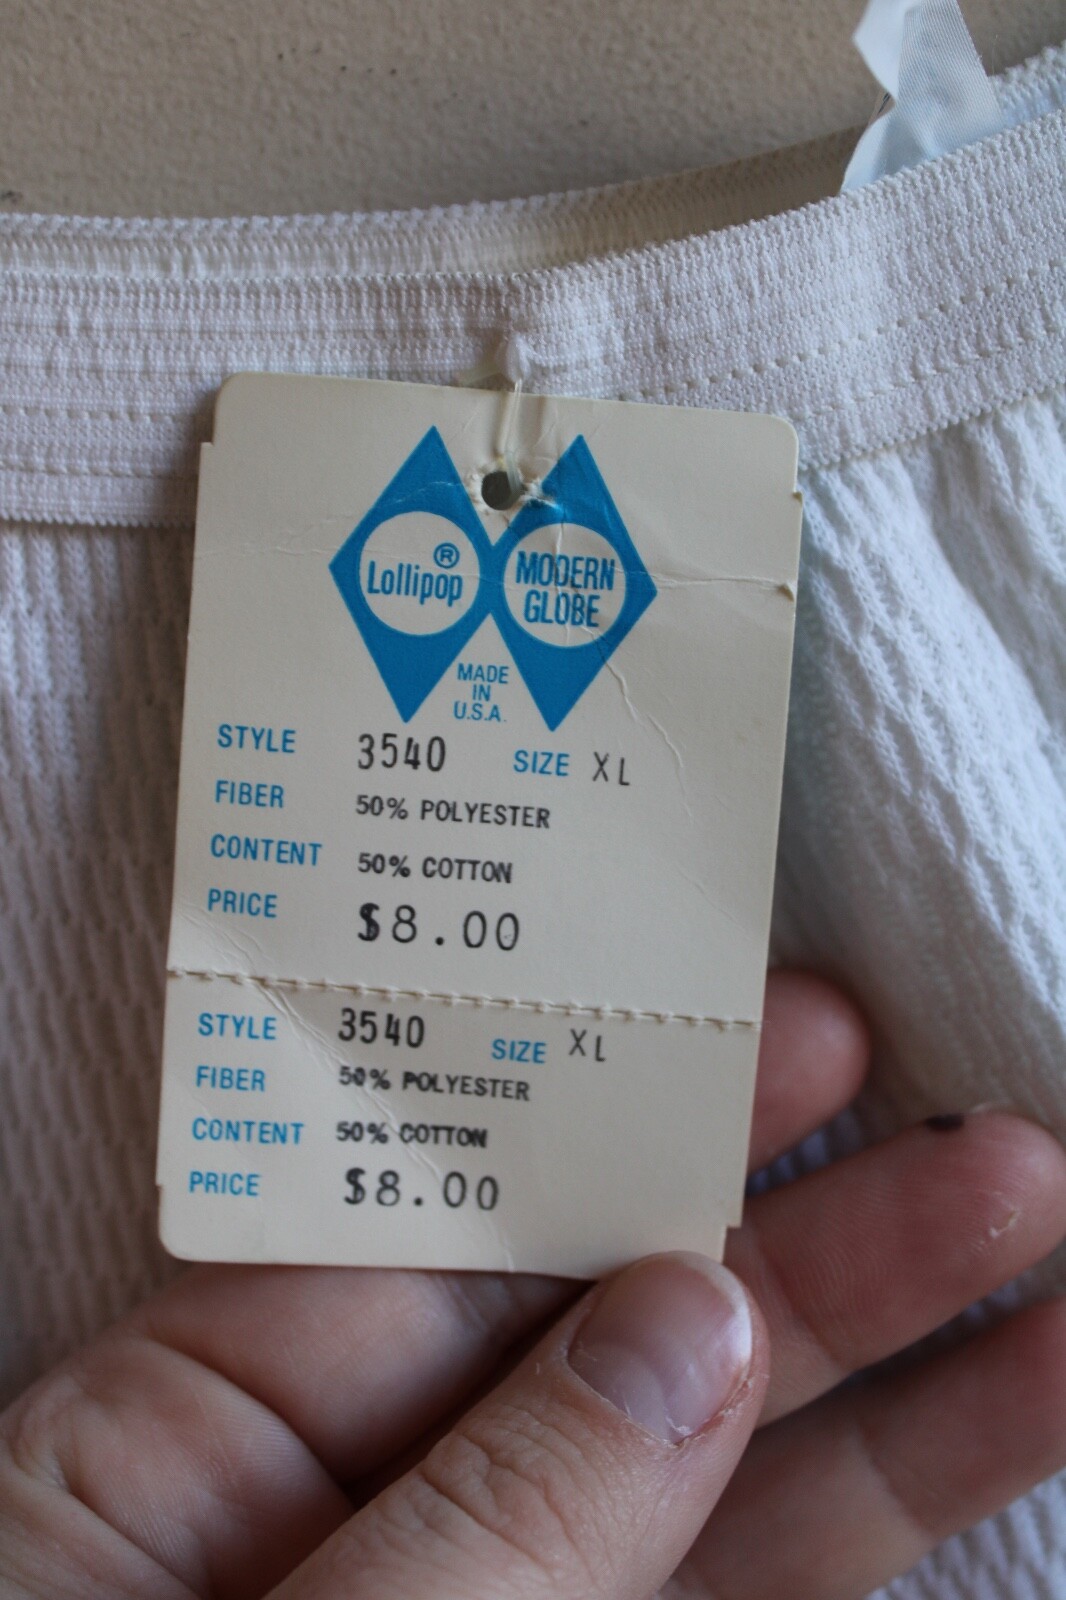 ®
Lollipop
MODERN
GLOBE
MADE
IN
U.S.A.
STYLE 3540 SIZE XL
FIBER 50% POLYESTER
CONTENT 50% COTTON
PRICE $8.00
STYLE 3540 SIZE XL
FIBER 50% POLYESTER
CONTENT 50% COTTON
PRICE $8.00